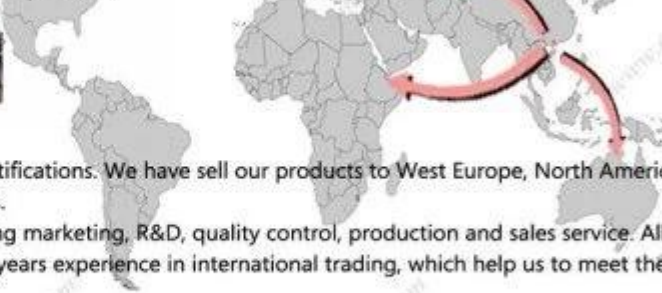 tifications. We have sell our products to West Europe, North Americ
.
ng marketing, R&D, quality control, production and sales service. All
years experience in international trading, which help us to meet the